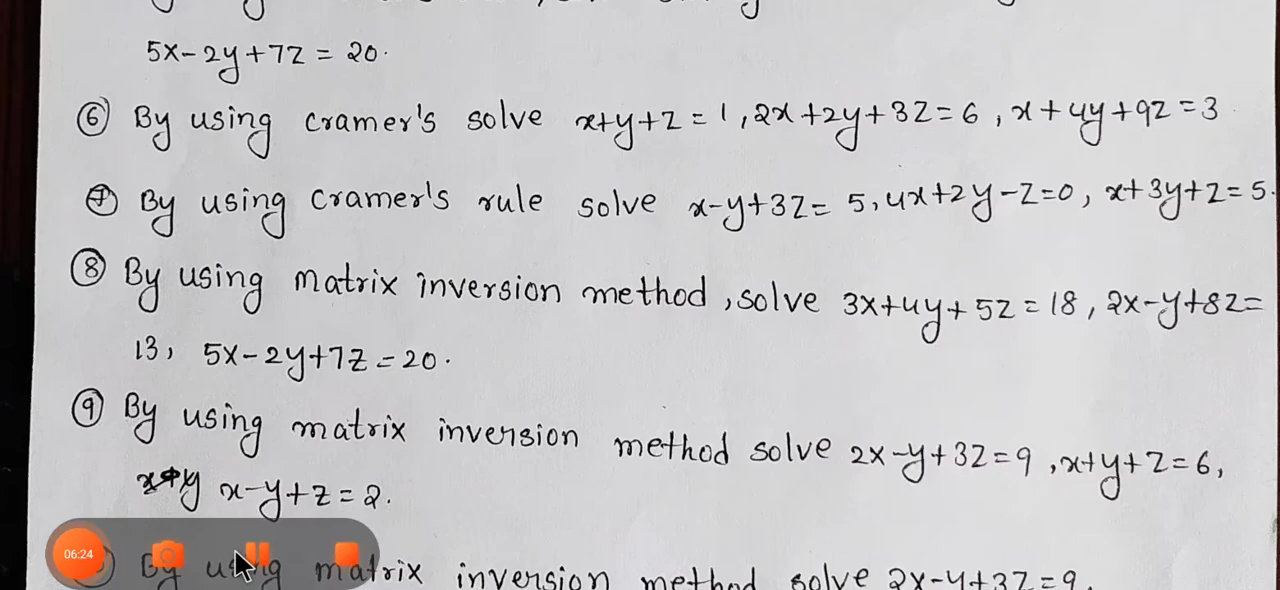 5x-2y+7z = 20.
⑥ By using cramer's solve x+y+z = 1, 2x+2y+3z=6, x+4y+9z=3
⑦ By using cramer's rule solve x-y+3z= 5, 4x+2y-z=0, x+3y+z=5.
⑧ By using matrix inversion method, solve 3x+4y+5z=18, 2x-y+8z=
13, 5x-2y+7z=20.
⑨ By using matrix inversion method solve 2x-y+3z=9, x+y+z=6,
x-y+z=2.
06:24
By using matrix inversion method solve 2x-y+3z=9,